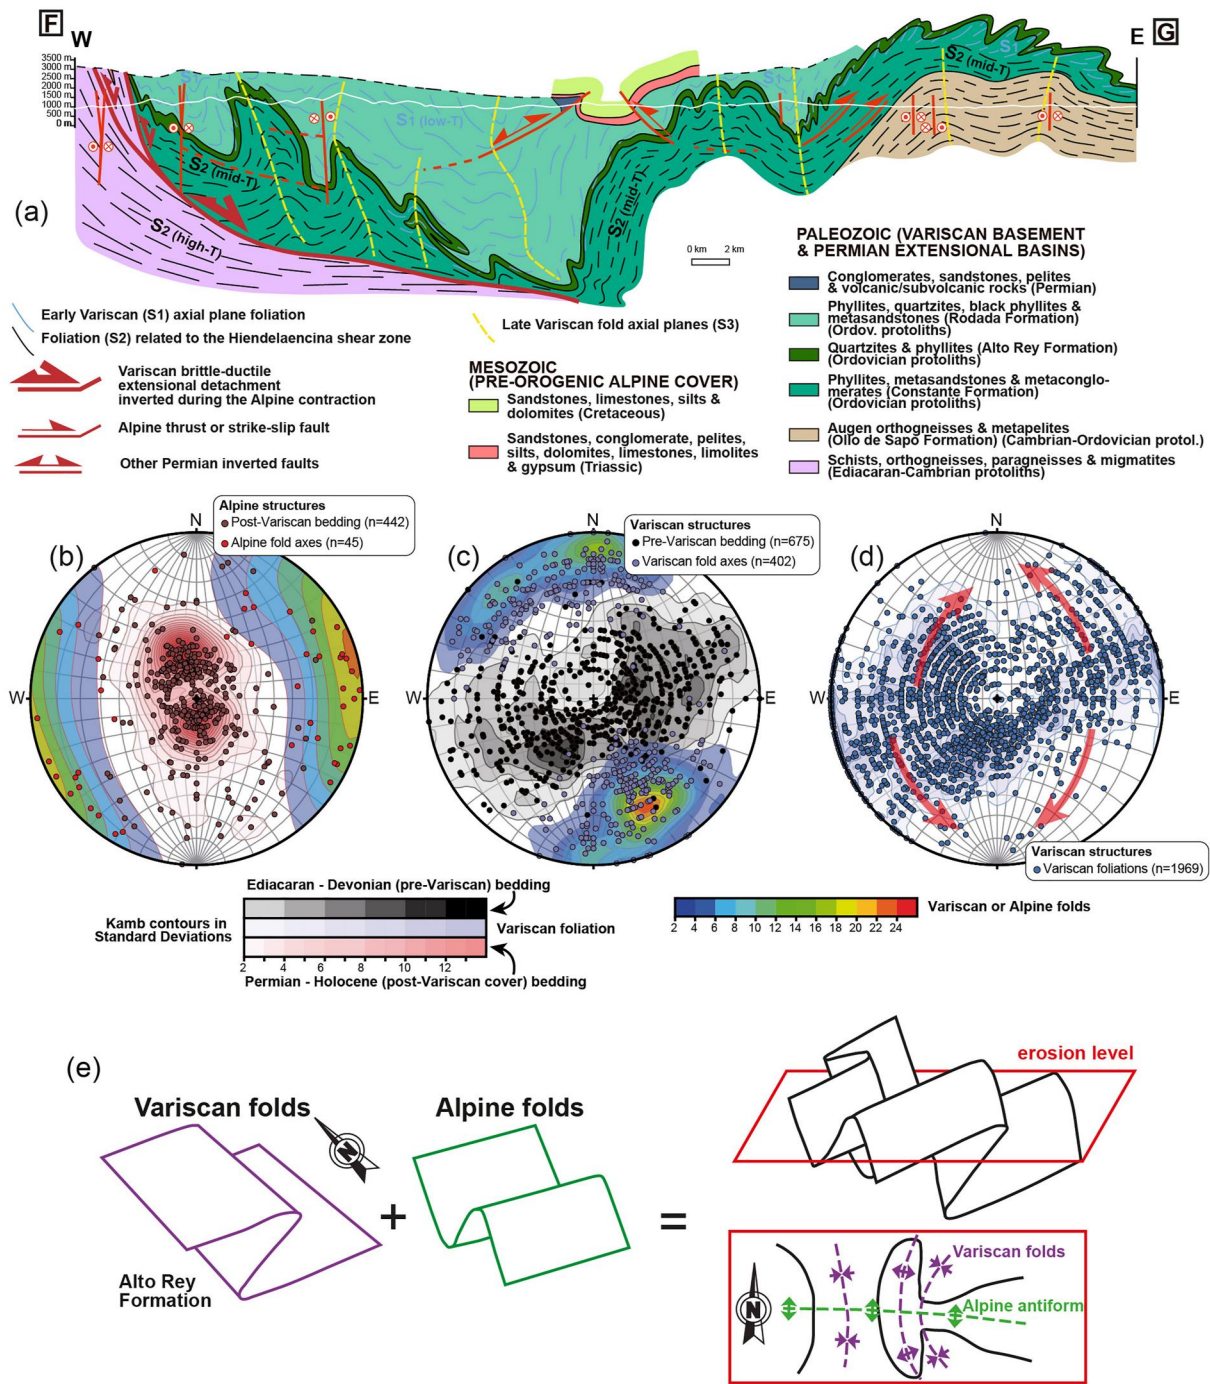 F
W
E
G
3500 m.
3000 m.
2500 m.
2000 m.
1500 m.
1000 m.
500 m.
0 m.
S1
S1 (low-T)
S1
S1
S2 (mid-T)
S2 (mid-T)
S2 (mid-T)
S2 (high-T)
(a)
0 km 2 km
Early Variscan (S1) axial plane foliation
Foliation (S2) related to the Hiendelaencina shear zone
Variscan brittle-ductile
extensional detachment
inverted during the Alpine contraction
Alpine thrust or strike-slip fault
Other Permian inverted faults
Late Variscan fold axial planes (S3)
MESOZOIC
(PRE-OROGENIC ALPINE COVER)
Sandstones, limestones, silts &
dolomites (Cretaceous)
Sandstones, conglomerate, pelites,
silts, dolomites, limestones, limolites
& gypsum (Triassic)
PALEOZOIC (VARISCAN BASEMENT
& PERMIAN EXTENSIONAL BASINS)
Conglomerates, sandstones, pelites
& volcanic/subvolcanic rocks (Permian)
Phyllites, quartzites, black phyllites &
metasandstones (Rodada Formation)
(Ordov. protoliths)
Quartzites & phyllites (Alto Rey Formation)
(Ordovician protoliths)
Phyllites, metasandstones & metaconglo-
merates (Constante Formation)
(Ordovician protoliths)
Augen orthogneisses & metapelites
(Ollo de Sapo Formation) (Cambrian-Ordovician protol.)
Schists, orthogneisses, paragneisses & migmatites
(Ediacaran-Cambrian protoliths)
(b)
N
W
E
Alpine structures
Post-Variscan bedding (n=442)
Alpine fold axes (n=45)
(c)
N
W
E
Variscan structures
Pre-Variscan bedding (n=675)
Variscan fold axes (n=402)
(d)
N
W
E
Variscan structures
Variscan foliations (n=1969)
Ediacaran - Devonian (pre-Variscan) bedding
Kamb contours in
Standard Deviations
Variscan foliation
2 4 6 8 10 12
Permian - Holocene (post-Variscan cover) bedding
2 4 6 8 10 12 14 16 18 20 22 24
Variscan or Alpine folds
(e)
Variscan folds
N
Alto Rey
Formation
+
Alpine folds
=
erosion level
N
Variscan folds
Alpine antiform